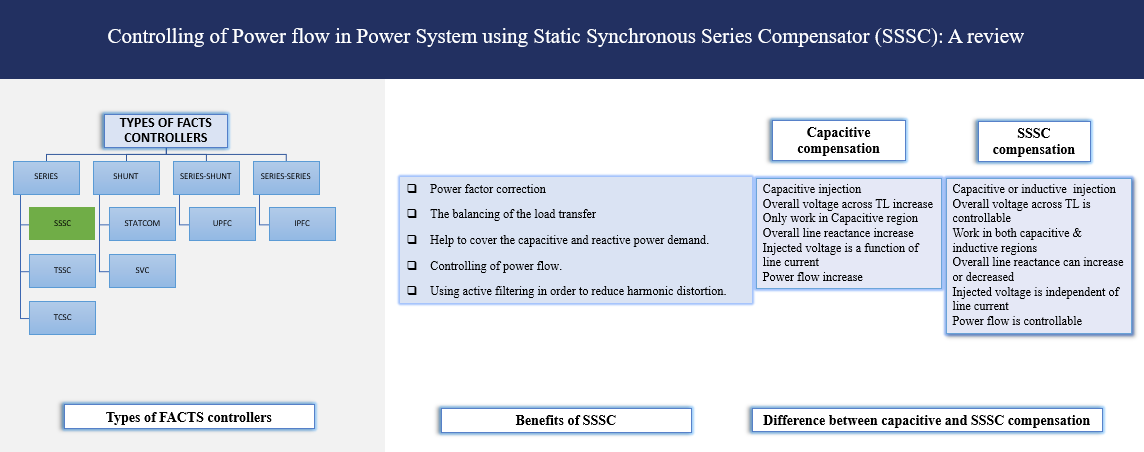 Controlling of Power flow in Power System using Static Synchronous Series Compensator (SSSC): A review
TYPES OF FACTS
CONTROLLERS
SERIES
SHUNT
SERIES-SHUNT
SERIES-SERIES
SSSC
STATCOM
UPFC
IPFC
TSSC
SVC
TCSC
Types of FACTS controllers
Power factor correction
The balancing of the load transfer
Help to cover the capacitive and reactive power demand.
Controlling of power flow.
Using active filtering in order to reduce harmonic distortion.
Benefits of SSSC
Capacitive
compensation
Capacitive injection
Overall voltage across TL increase
Only work in Capacitive region
Overall line reactance increase
Injected voltage is a function of
line current
Power flow increase
SSSC
compensation
Capacitive or inductive injection
Overall voltage across TL is
controllable
Work in both capacitive &
inductive regions
Overall line reactance can increase
or decreased
Injected voltage is independent of
line current
Power flow is controllable
Difference between capacitive and SSSC compensation